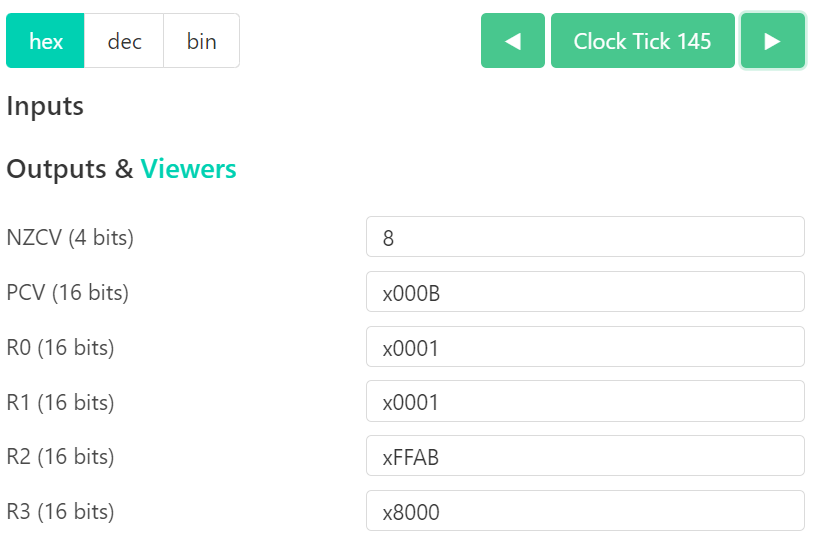 hex dec bin ◀ Clock Tick 145 ▶
Inputs
Outputs & Viewers
NZCV (4 bits) 8
PCV (16 bits) x000B
R0 (16 bits) x0001
R1 (16 bits) x0001
R2 (16 bits) xFFAB
R3 (16 bits) x8000